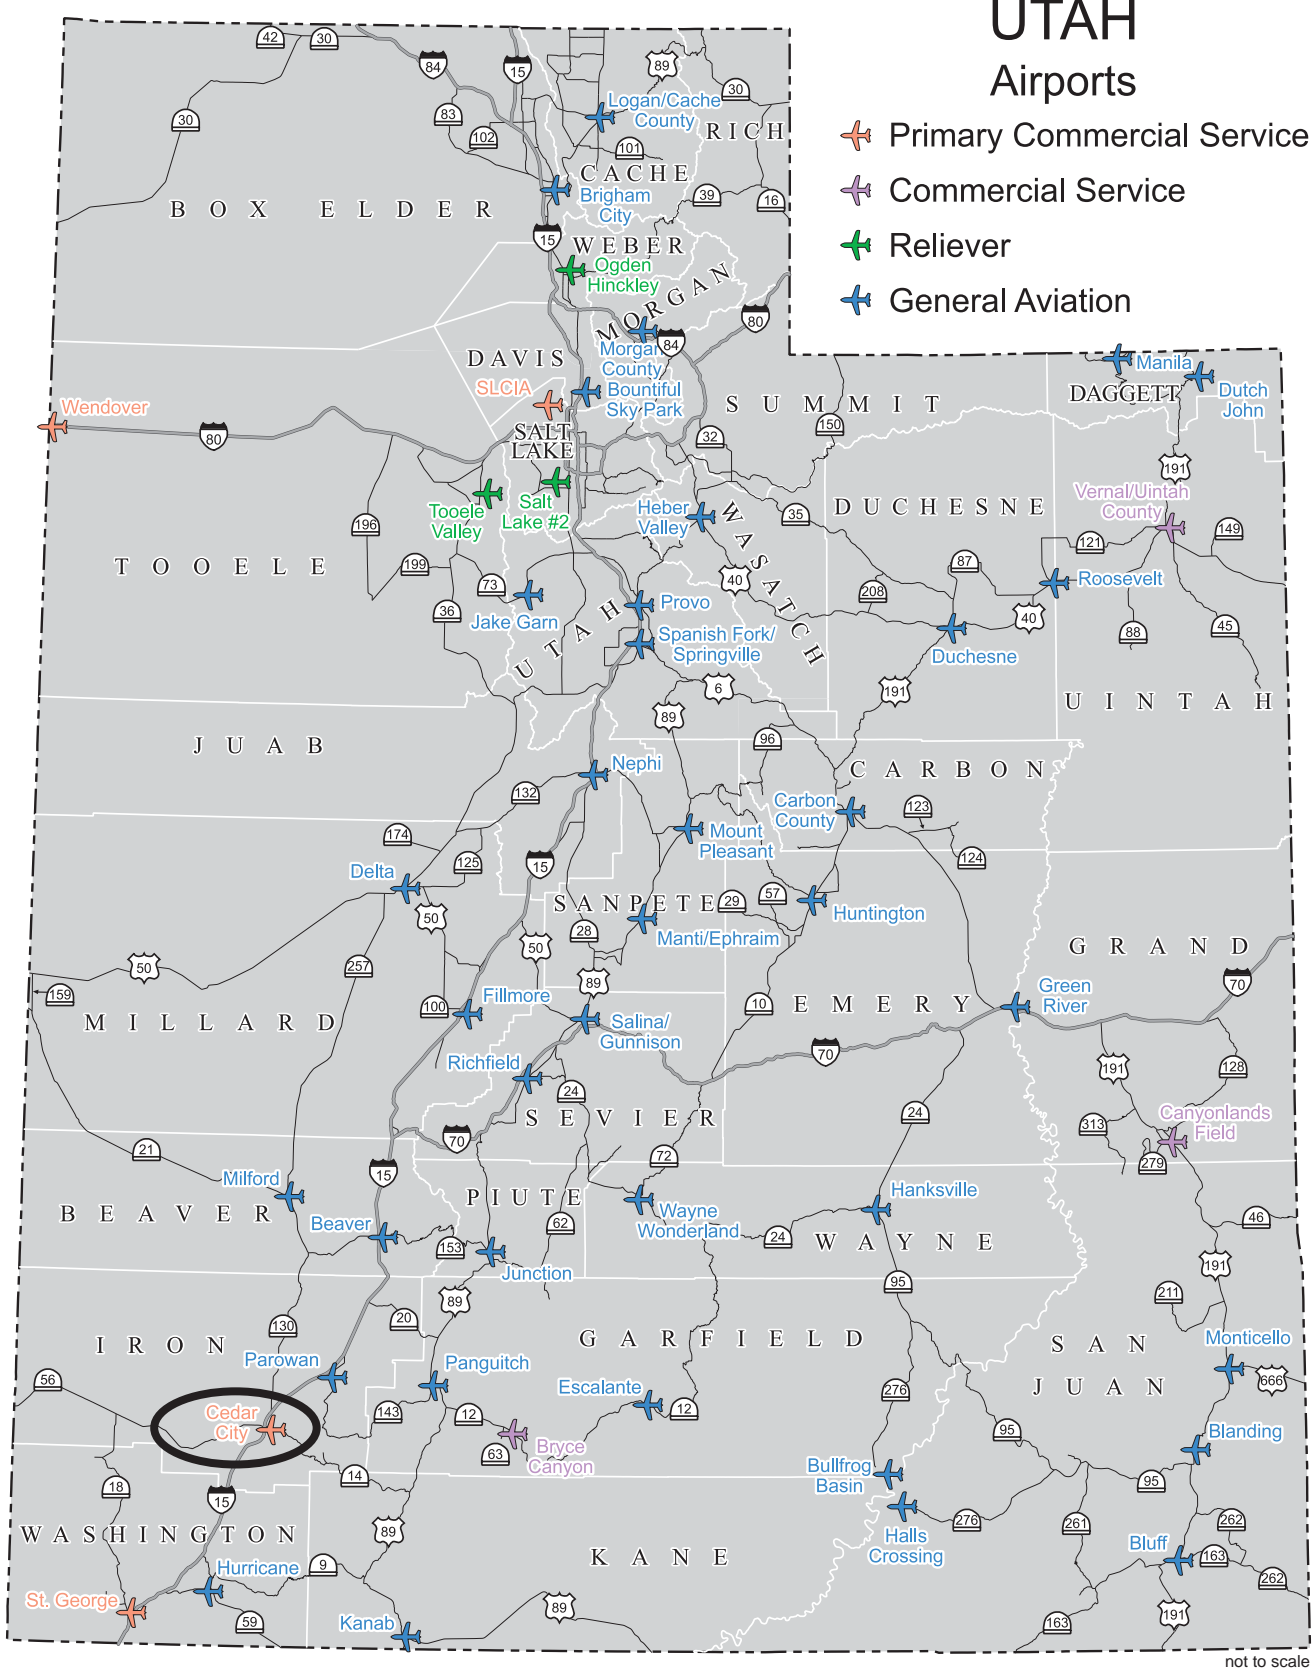 UTAH
Airports
Primary Commercial Service
Commercial Service
Reliever
General Aviation
42
30
84
15
89
30
Logan/Cache
County
RICH
30
83
102
101
CACHE
Brigham
City
39
16
BOX ELDER
15
WEBER
Ogden
Hinckley
MORGAN
80
84
Morgan
County
DAVIS
SLCIA
Bountiful
Sky Park
SUMMIT
Manila
DAGGETT
Dutch
John
Wendover
80
SALT
LAKE
32
150
191
Tooele
Valley
Salt
Lake #2
Heber
Valley
WASATCH
35
DUCHESNE
Vernal/Uintah
County
149
196
121
TOOELE
199
73
36
Jake Garn
UTAH
Provo
40
87
208
Roosevelt
40
88
45
Spanish Fork/
Springville
Duchesne
6
191
UINTAH
89
JUAB
96
Nephi
CARBON
132
Carbon
County
123
174
Mount
Pleasant
125
15
124
Delta
50
SANPETE
29
57
Huntington
28
Manti/Ephraim
50
GRAND
50
257
89
159
100
Fillmore
10
EMERY
Green
River
70
MILLARD
Salina/
Gunnison
70
Richfield
191
128
24
SEVIER
24
Canyonlands
Field
313
70
21
72
279
15
Milford
PIUTE
Hanksville
BEAVER
Beaver
Wayne
Wonderland
62
46
153
24
WAYNE
Junction
191
95
89
211
130
20
IRON
GARFIELD
SAN
JUAN
Monticello
Parowan
Panguitch
56
Escalante
276
666
Cedar
City
143
12
12
95
Blanding
63
Bryce
Canyon
Bullfrog
Basin
14
95
18
15
276
261
262
WASHINGTON
89
Halls
Crossing
Bluff
163
9
KANE
262
Hurricane
St. George
59
Kanab
89
163
191
not to scale